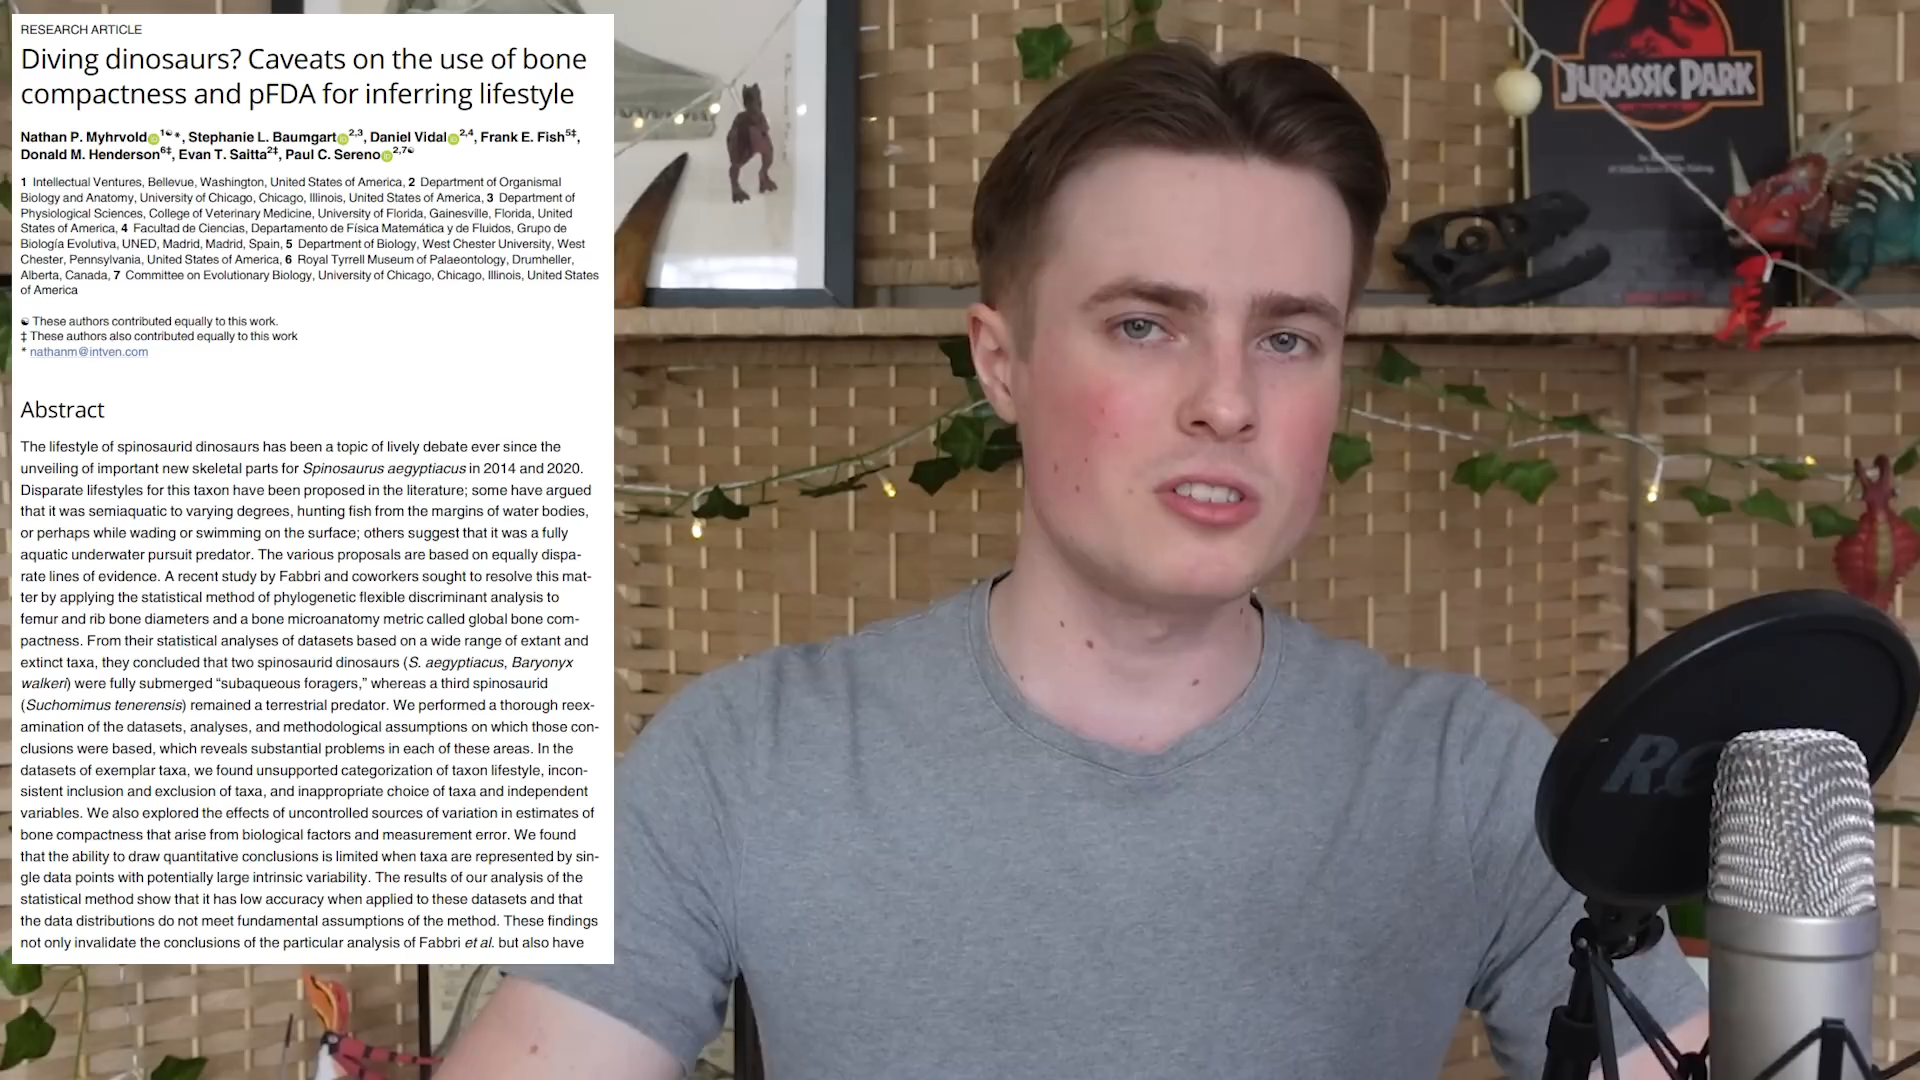 RESEARCH ARTICLE
Diving dinosaurs? Caveats on the use of bone
compactness and pFDA for inferring lifestyle
Nathan P. Myhrvold 1☯*, Stephanie L. Baumgart 2,3, Daniel Vidal 2,4, Frank E. Fish5‡,
Donald M. Henderson6‡, Evan T. Saitta2‡, Paul C. Sereno 2,7☯
1 Intellectual Ventures, Bellevue, Washington, United States of America, 2 Department of Organismal
Biology and Anatomy, University of Chicago, Chicago, Illinois, United States of America, 3 Department of
Physiological Sciences, College of Veterinary Medicine, University of Florida, Gainesville, Florida, United
States of America, 4 Facultad de Ciencias, Departamento de Física Matemática y de Fluidos, Grupo de
Biología Evolutiva, UNED, Madrid, Madrid, Spain, 5 Department of Biology, West Chester University, West
Chester, Pennsylvania, United States of America, 6 Royal Tyrrell Museum of Palaeontology, Drumheller,
Alberta, Canada, 7 Committee on Evolutionary Biology, University of Chicago, Chicago, Illinois, United States
of America
☯ These authors contributed equally to this work.
‡ These authors also contributed equally to this work
* nathanm@intven.com
Abstract
The lifestyle of spinosaurid dinosaurs has been a topic of lively debate ever since the
unveiling of important new skeletal parts for Spinosaurus aegyptiacus in 2014 and 2020.
Disparate lifestyles for this taxon have been proposed in the literature; some have argued
that it was semiaquatic to varying degrees, hunting fish from the margins of water bodies,
or perhaps while wading or swimming on the surface; others suggest that it was a fully
aquatic underwater pursuit predator. The various proposals are based on equally dispa-
rate lines of evidence. A recent study by Fabbri and coworkers sought to resolve this mat-
ter by applying the statistical method of phylogenetic flexible discriminant analysis to
femur and rib bone diameters and a bone microanatomy metric called global bone com-
pactness. From their statistical analyses of datasets based on a wide range of extant and
extinct taxa, they concluded that two spinosaurid dinosaurs (S. aegyptiacus, Baryonyx
walkeri) were fully submerged “subaqueous foragers,” whereas a third spinosaurid
(Suchomimus tenerensis) remained a terrestrial predator. We performed a thorough reex-
amination of the datasets, analyses, and methodological assumptions on which those con-
clusions were based, which reveals substantial problems in each of these areas. In the
datasets of exemplar taxa, we found unsupported categorization of taxon lifestyle, incon-
sistent inclusion and exclusion of taxa, and inappropriate choice of taxa and independent
variables. We also explored the effects of uncontrolled sources of variation in estimates of
bone compactness that arise from biological factors and measurement error. We found
that the ability to draw quantitative conclusions is limited when taxa are represented by sin-
gle data points with potentially large intrinsic variability. The results of our analysis of the
statistical method show that it has low accuracy when applied to these datasets and that
the data distributions do not meet fundamental assumptions of the method. These findings
not only invalidate the conclusions of the particular analysis of Fabbri et al. but also have
JURASSIC PARK